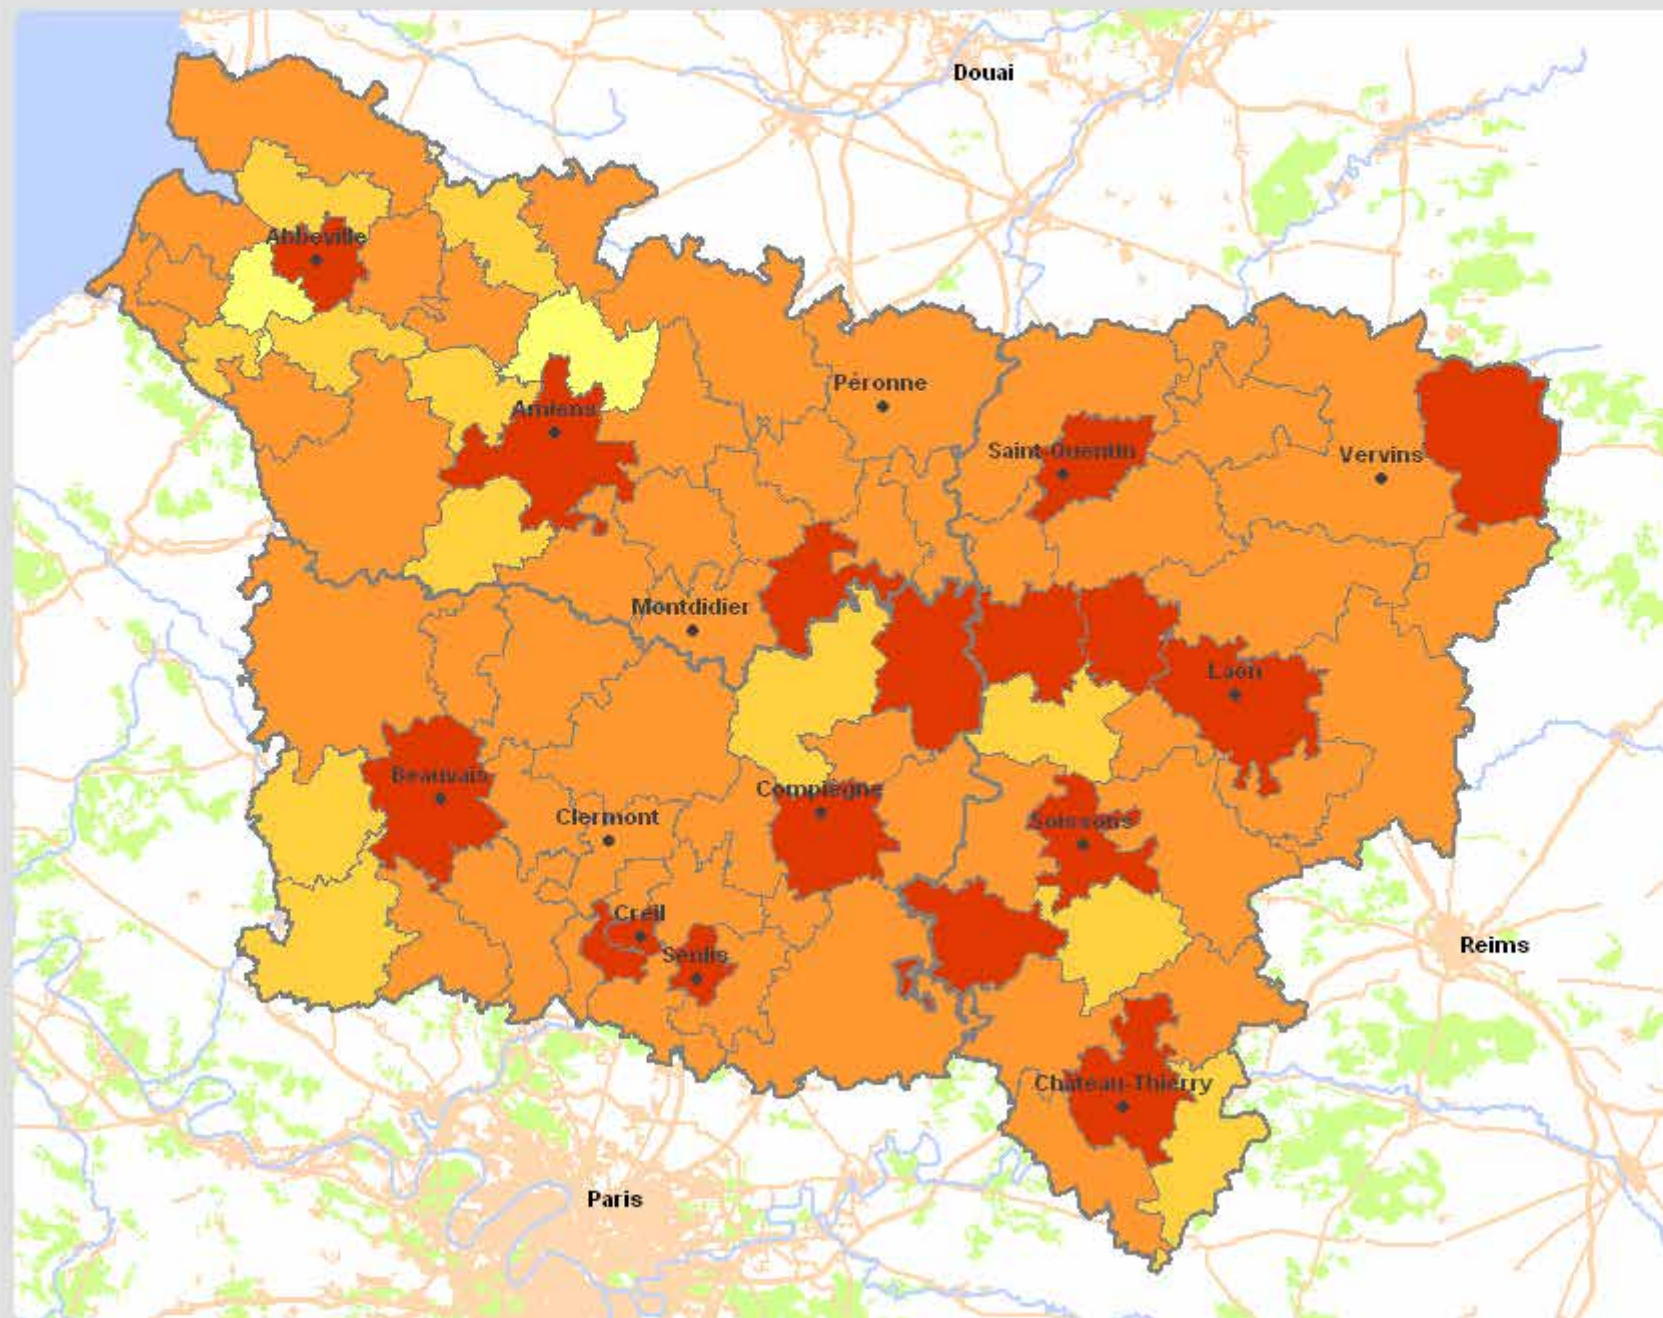 Douai
Abbeville
Péronne
Amiens
Saint-Quentin
Vervins
Montdidier
Laon
Beauvais
Compiègne
Clermont
Soissons
Creil
Senlis
Reims
Château-Thierry
Paris